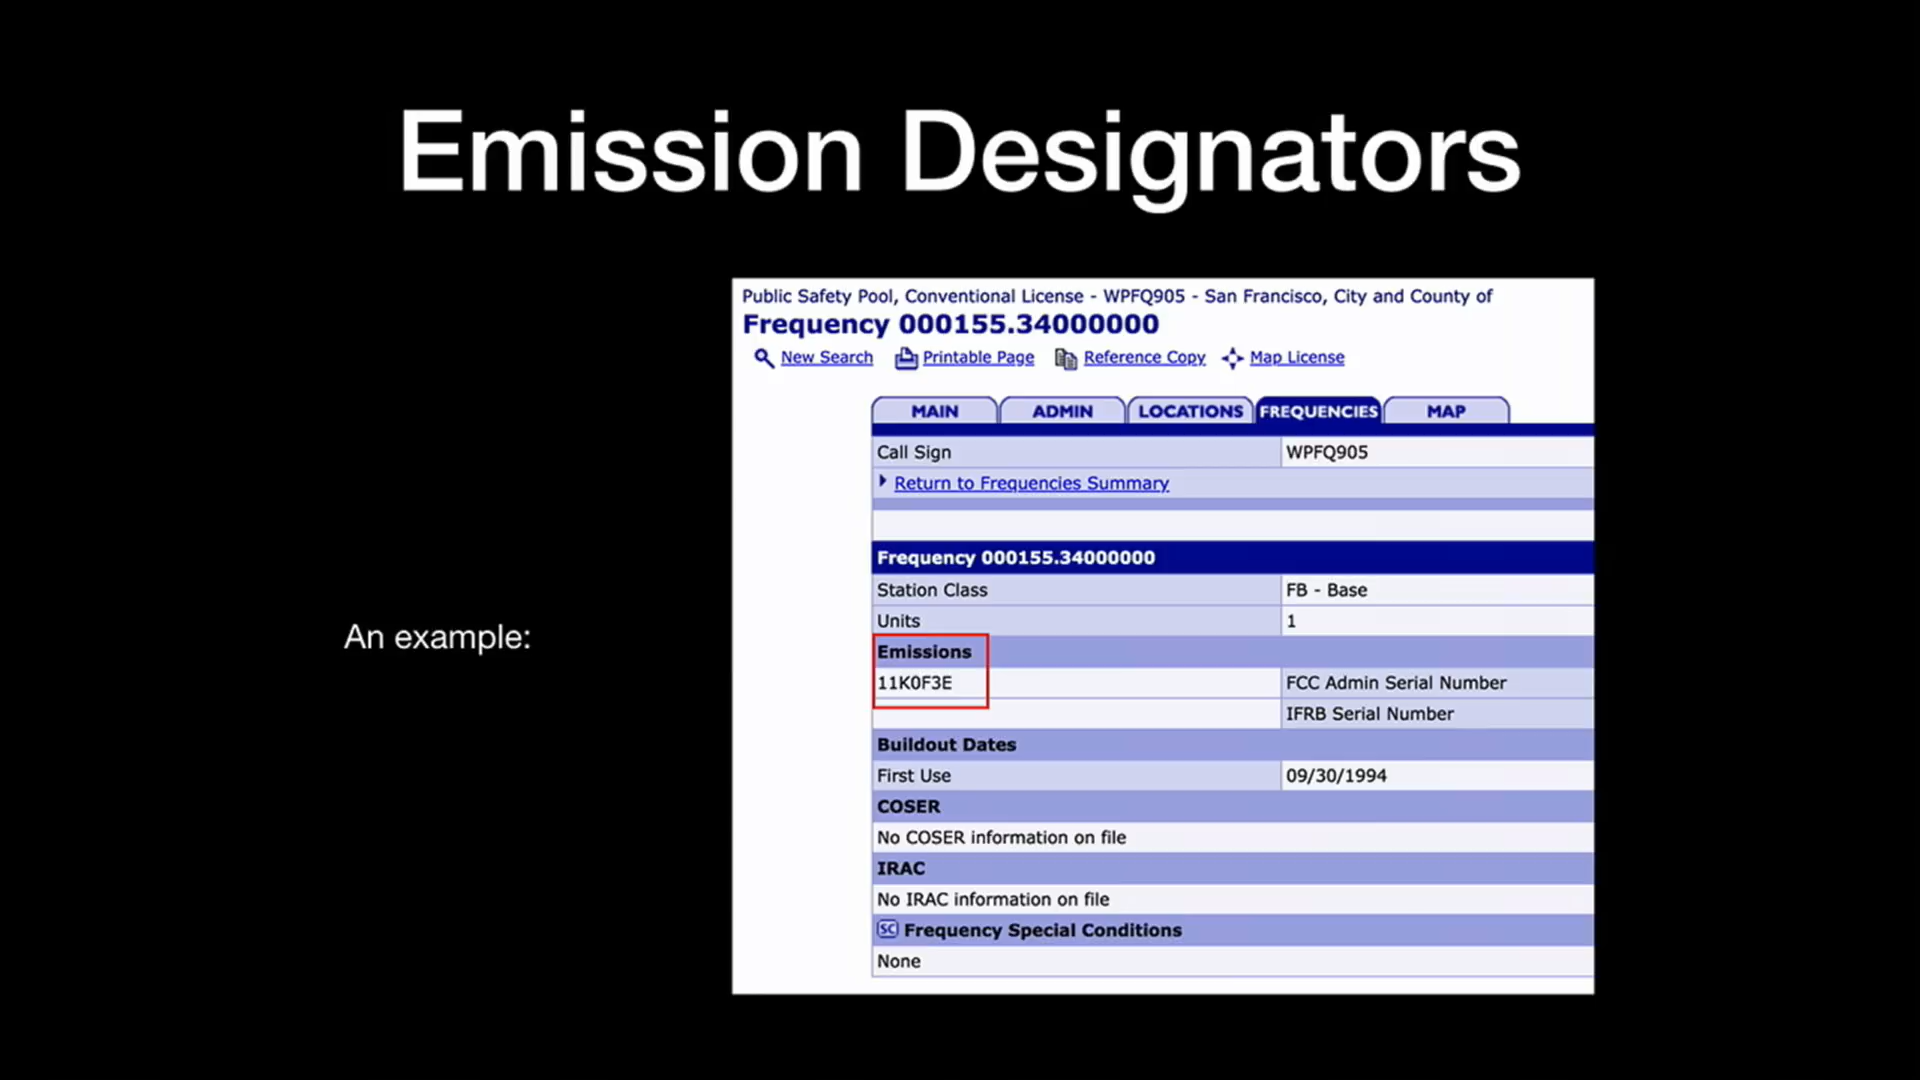 Emission Designators
An example:
Public Safety Pool, Conventional License - WPFQ905 - San Francisco, City and County of
Frequency 000155.34000000
New Search Printable Page Reference Copy Map License
MAIN ADMIN LOCATIONS FREQUENCIES MAP
Call Sign WPFQ905
Return to Frequencies Summary
Frequency 000155.34000000
Station Class FB - Base
Units 1
Emissions
11K0F3E FCC Admin Serial Number
IFRB Serial Number
Buildout Dates
First Use 09/30/1994
COSER
No COSER information on file
IRAC
No IRAC information on file
SC Frequency Special Conditions
None